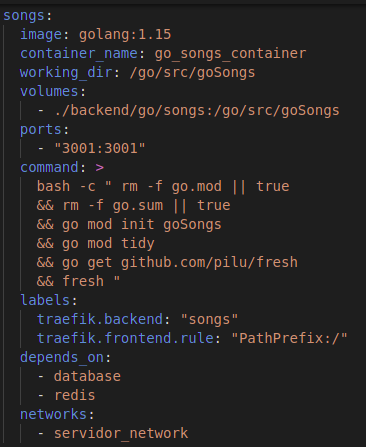 songs:
  image: golang:1.15
  container_name: go_songs_container
  working_dir: /go/src/goSongs
  volumes:
    - ./backend/go/songs:/go/src/goSongs
  ports:
    - "3001:3001"
  command: >
    bash -c " rm -f go.mod || true
    && rm -f go.sum || true
    && go mod init goSongs
    && go mod tidy
    && go get github.com/pilu/fresh
    && fresh "
  labels:
    traefik.backend: "songs"
    traefik.frontend.rule: "PathPrefix:/"
  depends_on:
    - database
    - redis
  networks:
    - servidor_network